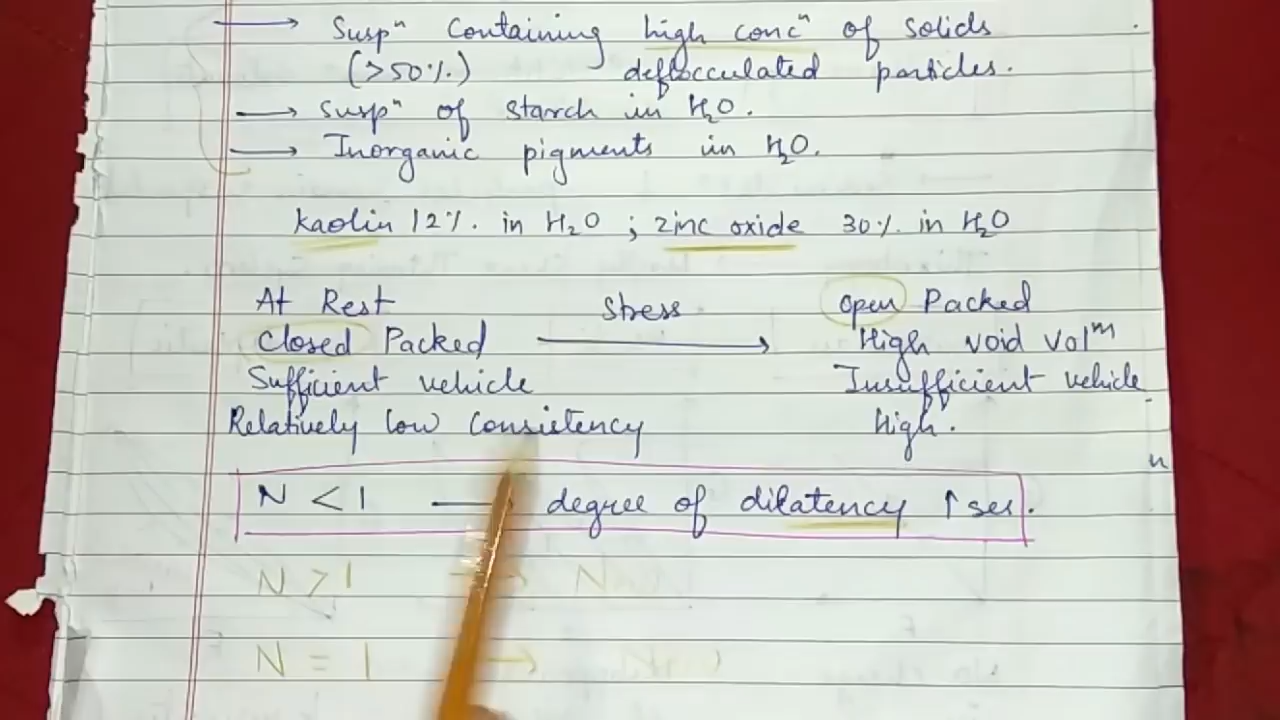 → Suspⁿ Containing high concⁿ of solids
(>50%.) deflocculated particles.
→ Suspⁿ of starch in H₂O.
→ Inorganic pigments in H₂O.
Kaolin 12%. in H₂O ; zinc oxide 30%. in H₂O
At Rest Stress Open Packed
Closed Packed → High void volᵐ
Sufficient vehicle Insufficient vehicle
Relatively low Consistency High.
N < 1 → degree of dilatency ↑ses.
N > 1
N = 1 →